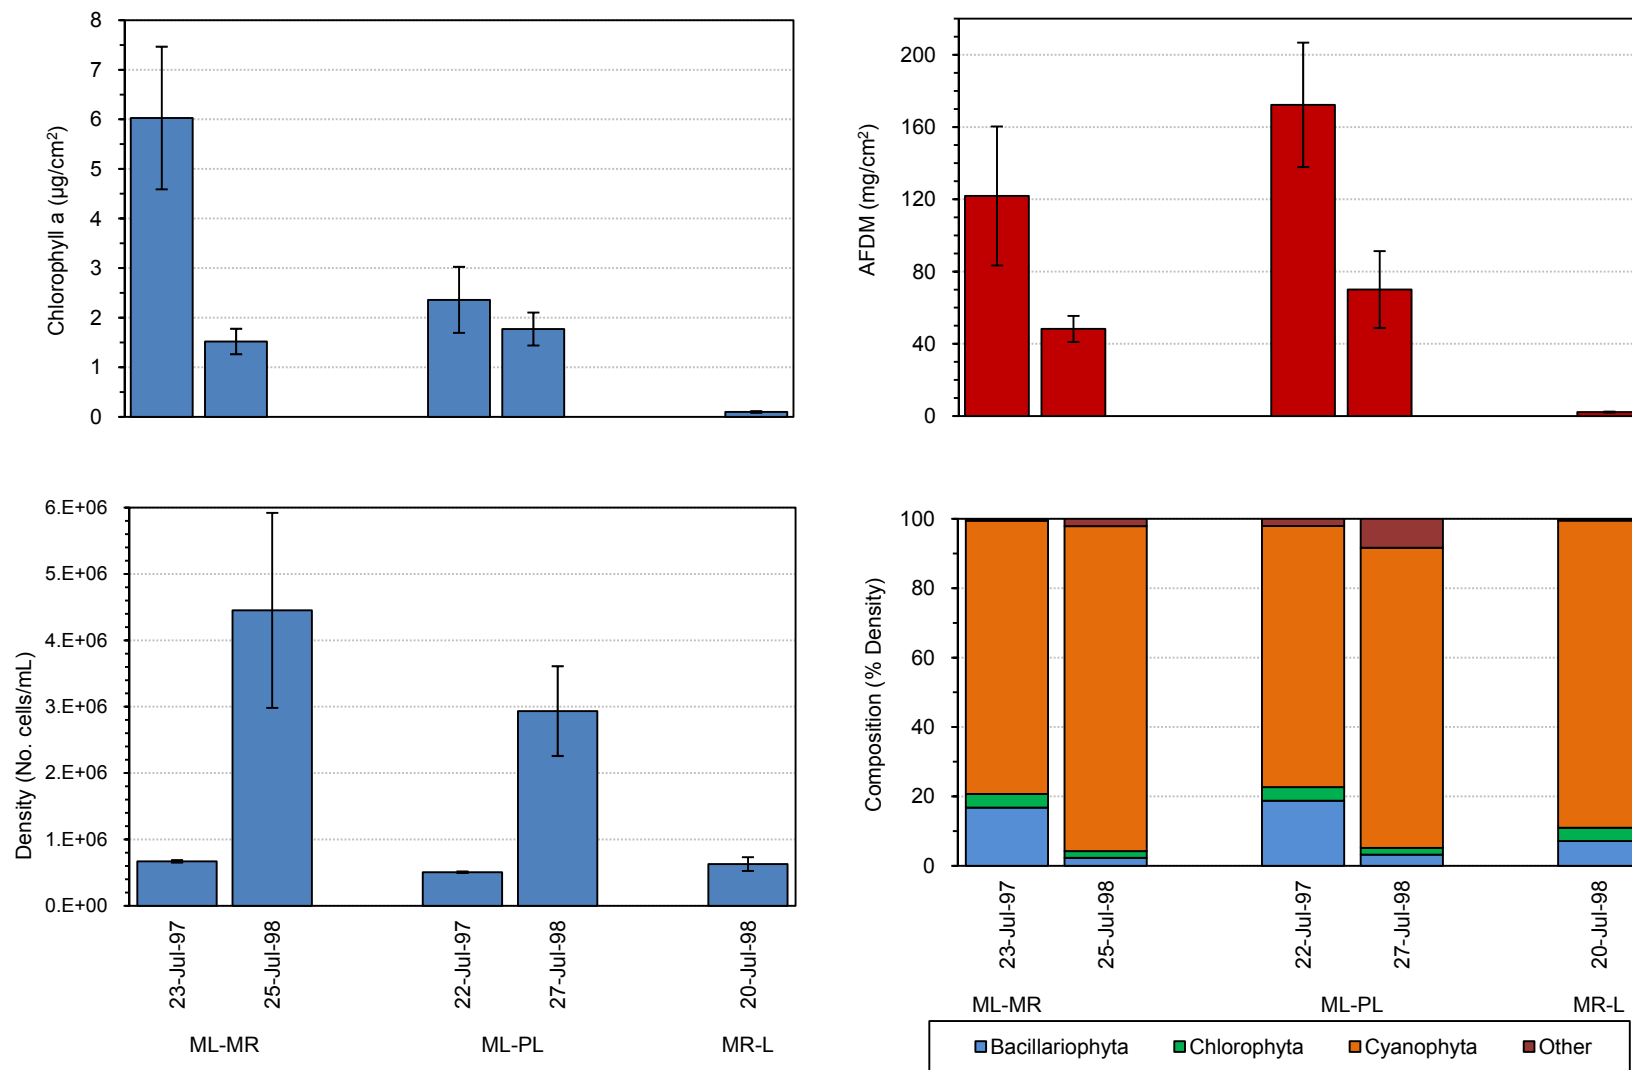 8
7
6
5
4
3
2
1
0
Chlorophyll a (µg/cm²)
200
160
120
80
40
0
AFDM (mg/cm²)
6.E+06
5.E+06
4.E+06
3.E+06
2.E+06
1.E+06
0.E+00
Density (No. cells/mL)
23-Jul-97
25-Jul-98
22-Jul-97
27-Jul-98
20-Jul-98
ML-MR ML-PL MR-L
100
80
60
40
20
0
Composition (% Density)
23-Jul-97
25-Jul-98
22-Jul-97
27-Jul-98
20-Jul-98
ML-MR ML-PL MR-L
Bacillariophyta Chlorophyta Cyanophyta Other